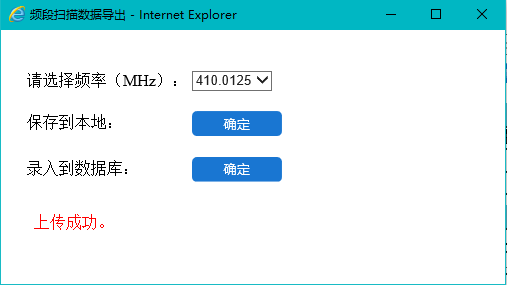 频段扫描数据导出 - Internet Explorer
请选择频率（MHz）： 410.0125
保存到本地： 确定
录入到数据库： 确定
上传成功。